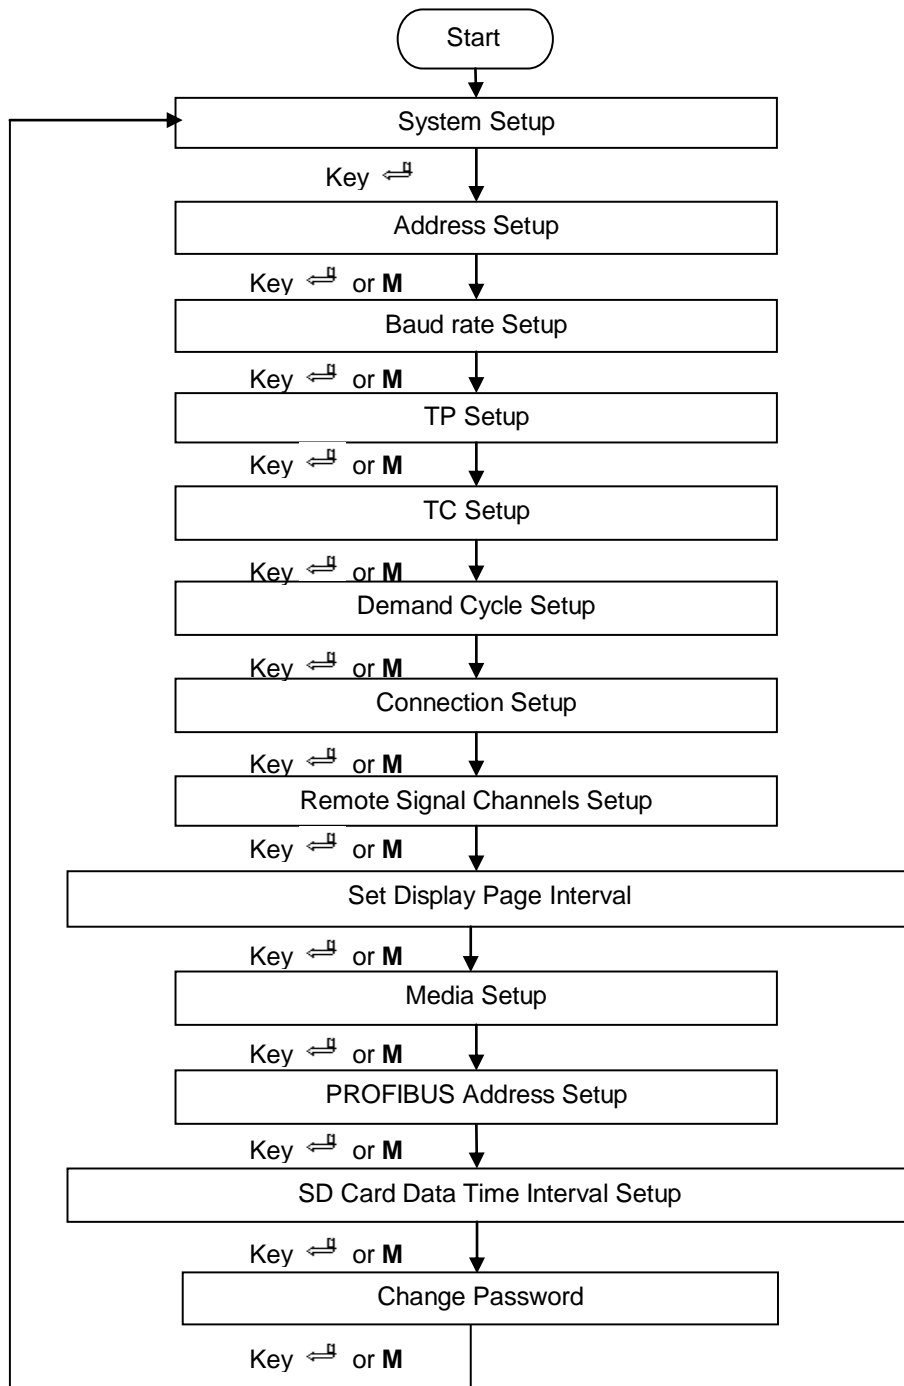 Start
System Setup
Key
Address Setup
Key or M
Baud rate Setup
Key or M
TP Setup
Key or M
TC Setup
Key or M
Demand Cycle Setup
Key or M
Connection Setup
Key or M
Remote Signal Channels Setup
Key or M
Set Display Page Interval
Key or M
Media Setup
Key or M
PROFIBUS Address Setup
Key or M
SD Card Data Time Interval Setup
Key or M
Change Password
Key or M